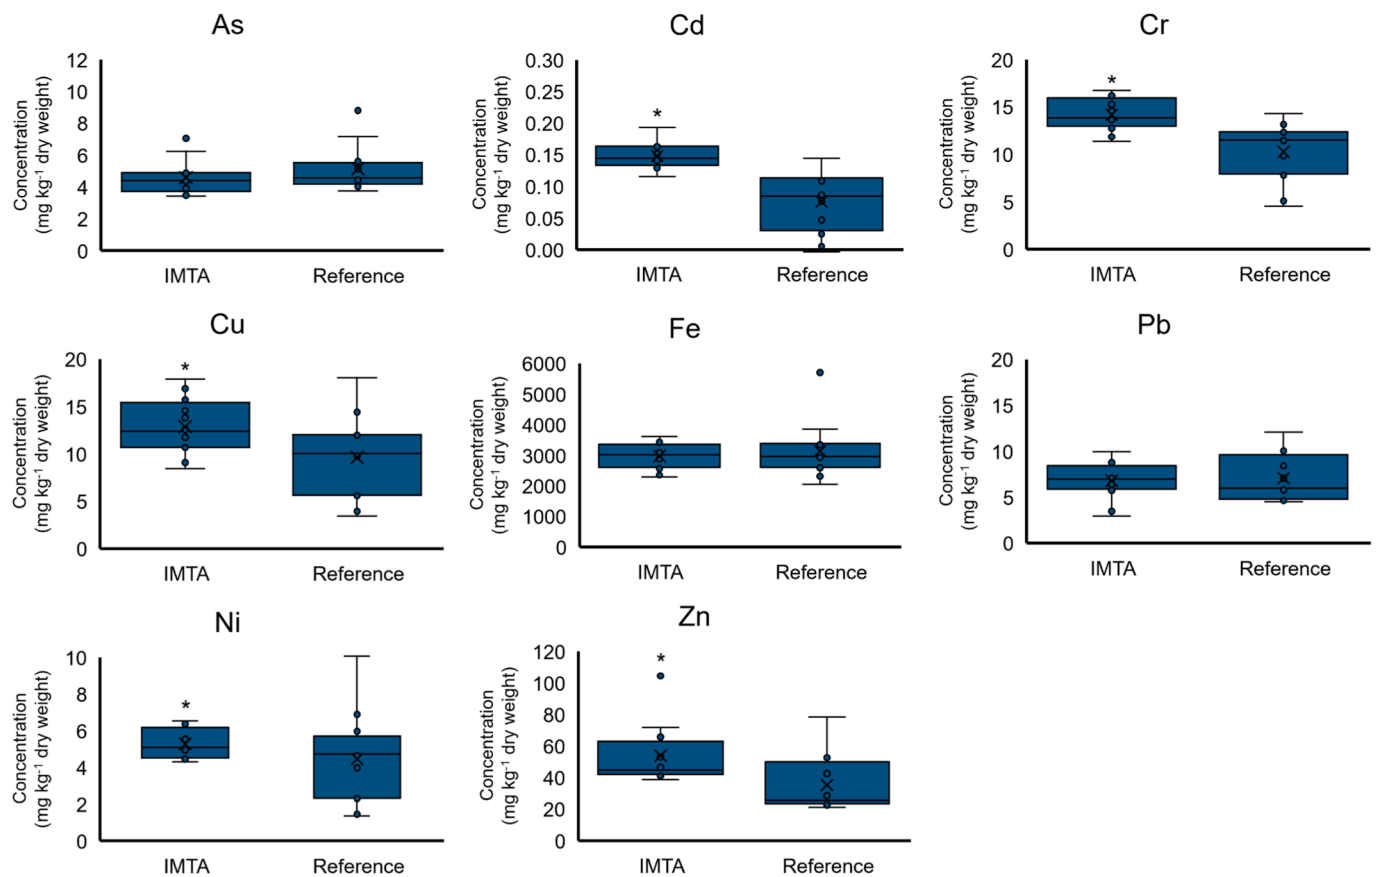 As
Concentration
(mg kg⁻¹ dry weight)
12
10
8
6
4
2
0
IMTA
Reference
Cd
Concentration
(mg kg⁻¹ dry weight)
0.30
0.25
0.20
0.15
0.10
0.05
0.00
*
IMTA
Reference
Cr
Concentration
(mg kg⁻¹ dry weight)
20
15
10
5
0
*
IMTA
Reference
Cu
Concentration
(mg kg⁻¹ dry weight)
20
15
10
5
0
*
IMTA
Reference
Fe
Concentration
(mg kg⁻¹ dry weight)
6000
5000
4000
3000
2000
1000
0
IMTA
Reference
Pb
Concentration
(mg kg⁻¹ dry weight)
20
15
10
5
0
IMTA
Reference
Ni
Concentration
(mg kg⁻¹ dry weight)
10
8
6
4
2
0
*
IMTA
Reference
Zn
Concentration
(mg kg⁻¹ dry weight)
120
100
80
60
40
20
0
*
IMTA
Reference